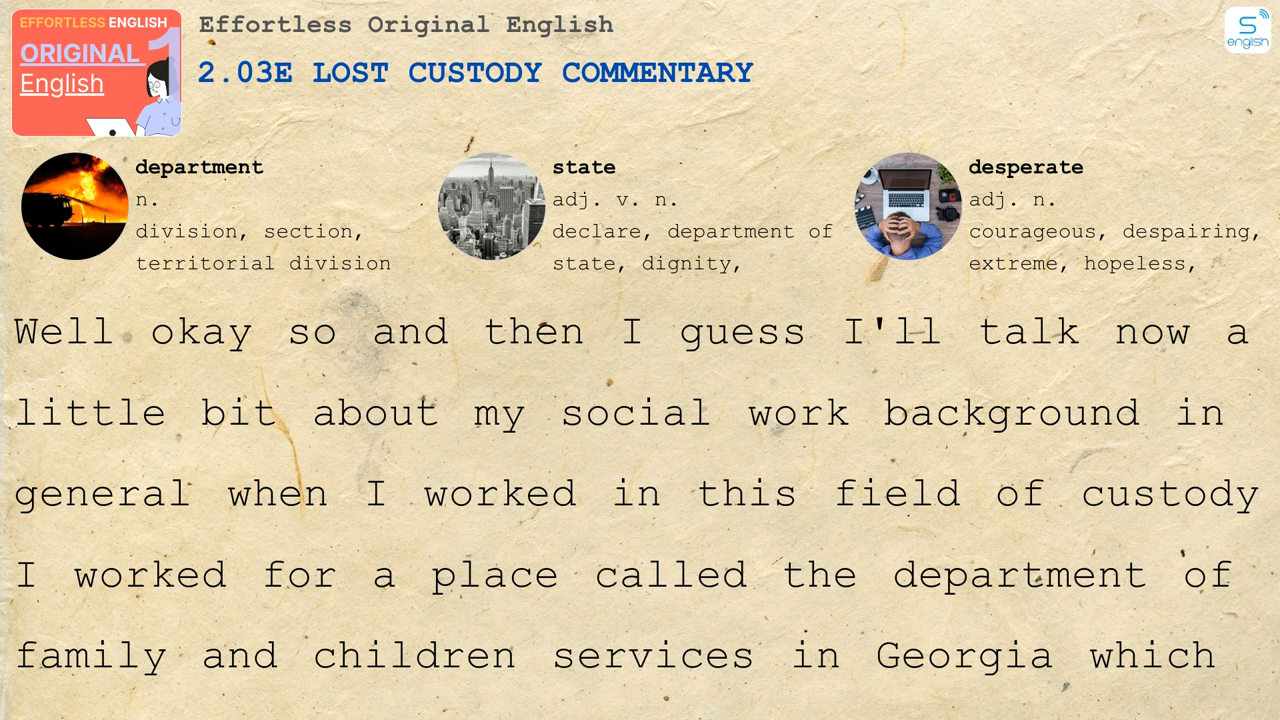 EFFORTLESS ENGLISH
ORIGINAL 1
English
Effortless Original English
2.03E LOST CUSTODY COMMENTARY
S
english
department
n.
division, section,
territorial division
state
adj. v. n.
declare, department of
state, dignity,
desperate
adj. n.
courageous, despairing,
extreme, hopeless,
Well okay so and then I guess I'll talk now a
little bit about my social work background in
general when I worked in this field of custody
I worked for a place called the department of
family and children services in Georgia which